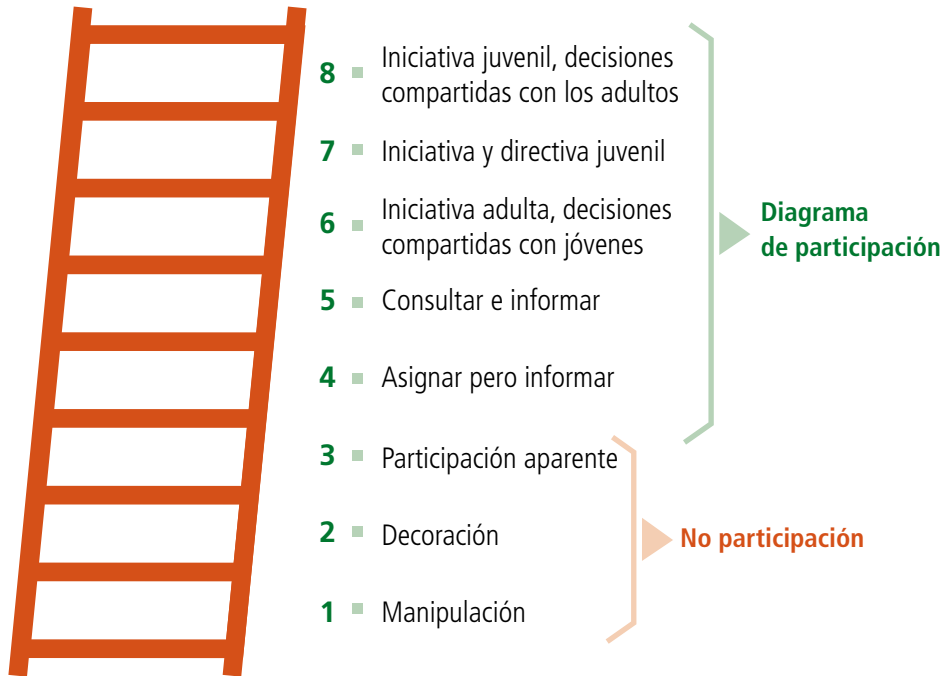 8 Iniciativa juvenil, decisiones
compartidas con los adultos
7 Iniciativa y directiva juvenil
6 Iniciativa adulta, decisiones
compartidas con jóvenes
5 Consultar e informar
4 Asignar pero informar
3 Participación aparente
2 Decoración
1 Manipulación
Diagrama
de participación
No participación